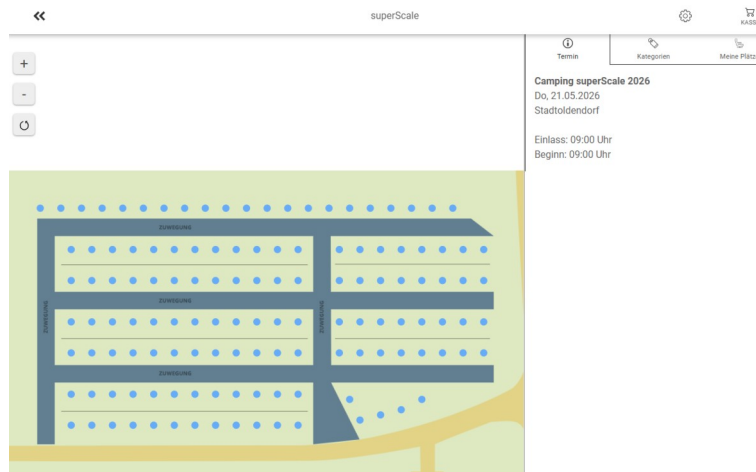 superScale
KASS
+
-
Termin
Kategorien
Meine Plätz
Camping superScale 2026
Do, 21.05.2026
Stadtoldendorf
Einlass: 09:00 Uhr
Beginn: 09:00 Uhr
ZUWEGUNG
ZUWEGUNG
ZUWEGUNG
ZUWEGUNG
ZUWEGUNG